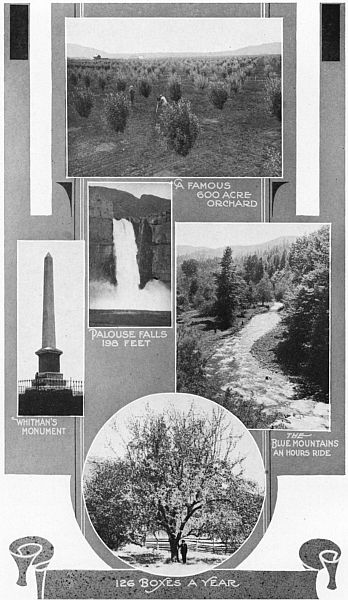 A FAMOUS
600 ACRE
ORCHARD
PALOUSE FALLS
198 FEET
WHITMAN'S
MONUMENT
THE
BLUE MOUNTAINS
AN HOURS RIDE
126 BOXES A YEAR